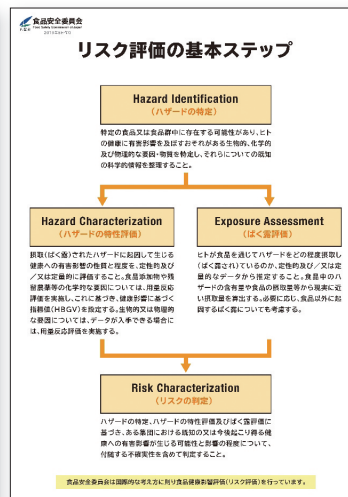 食品安全委員会
リスク評価の基本ステップ
Hazard Identification
(ハザードの特定)
特定の食品又は食品群中に存在する可能性があり、ヒト
の健康に有害影響を及ぼすおそれがある生物的、化学的
及び物理的な要因・物質を特定し、それらについての既知
の科学的情報を整理すること。
Hazard Characterization
(ハザードの特性評価)
摂取(ばく露)されたハザードに起因して生じる
健康への有害影響の性質と程度を、定性的及び
/又は定量的に評価すること。食品添加物や残
留農薬等の化学的な要因については、用量反応
評価を実施し、これに基づき、健康影響に基づく
指標値(HBGV)を設定する。生物的又は物理的
な要因については、データが入手できる場合に
は、用量反応評価を実施する。
Exposure Assessment
(ばく露評価)
ヒトが食品を通じてハザードをどの程度摂取し
(ばく露され)ているのか、定性的及び/又は定
量的なデータから推定すること。食品中のハ
ザードの含有量や食品の摂取量等から現実に近
い摂取量を算出する。必要に応じ、食品以外に起
因するばく露についても考慮する。
Risk Characterization
(リスクの判定)
ハザードの特定、ハザードの特性評価及びばく露評価に
基づき、ある集団における既知の又は今後起こり得る健
康への有害影響が生じる可能性と影響の程度について、
付随する不確実性を含めて判定すること。
食品安全委員会は国際的な考え方に則り食品健康影響評価(リスク評価)を行っています。